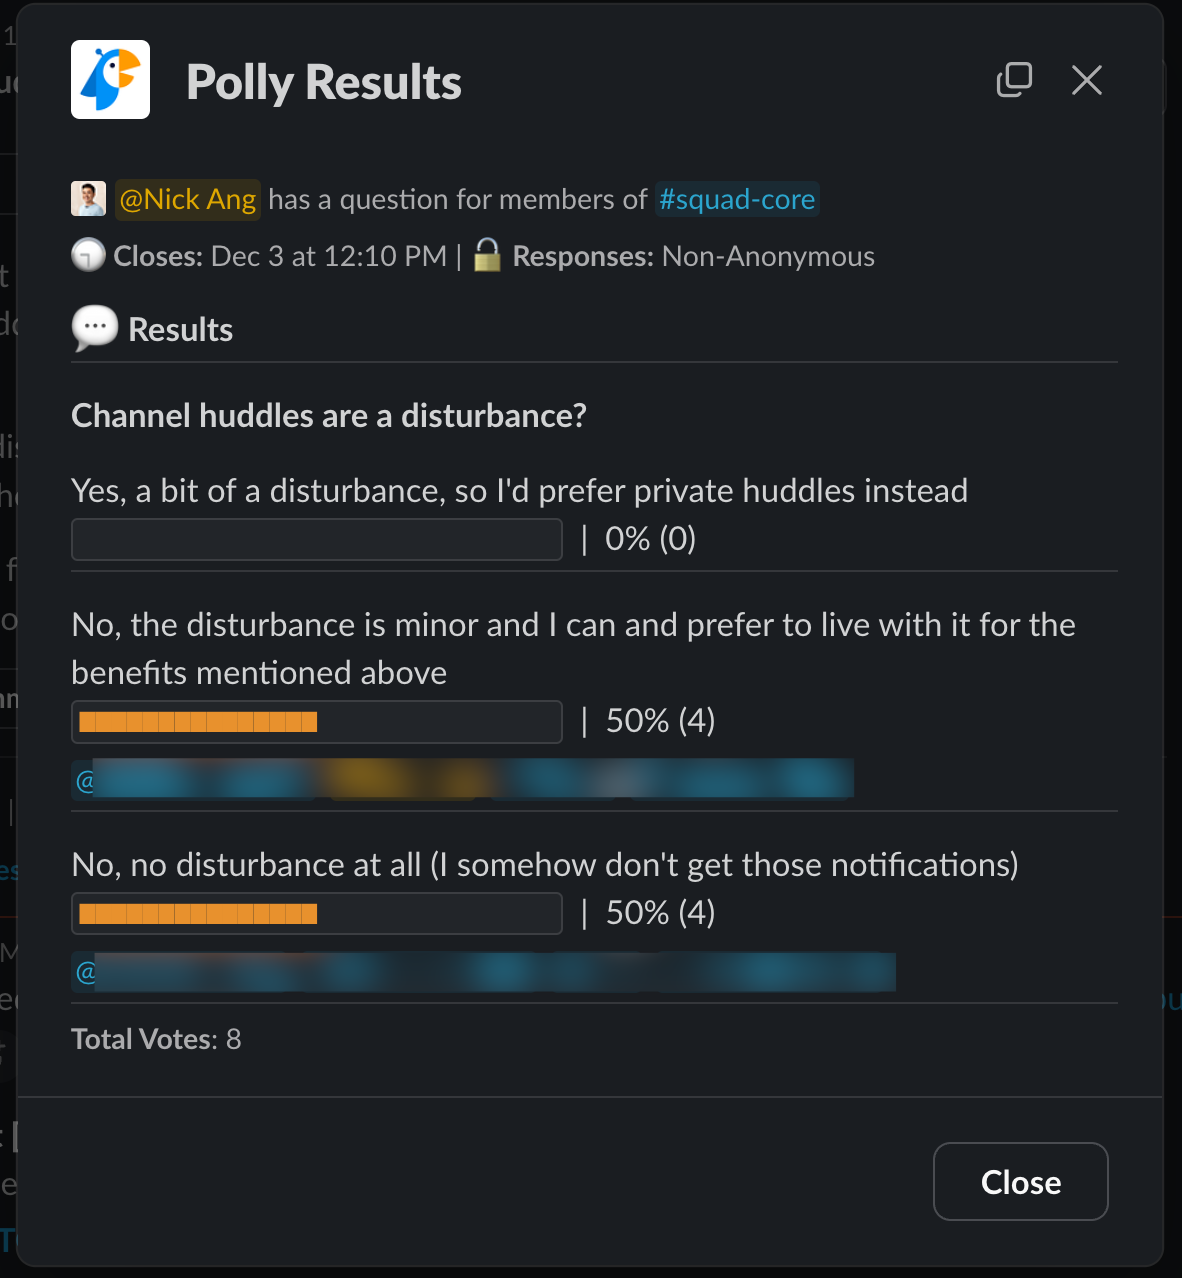 Polly Results
@Nick Ang has a question for members of #squad-core
Closes: Dec 3 at 12:10 PM | Responses: Non-Anonymous
Results
Channel huddles are a disturbance?
Yes, a bit of a disturbance, so I'd prefer private huddles instead
| 0% (0)
No, the disturbance is minor and I can and prefer to live with it for the
benefits mentioned above
| 50% (4)
@
No, no disturbance at all (I somehow don't get those notifications)
| 50% (4)
@
Total Votes: 8
Close